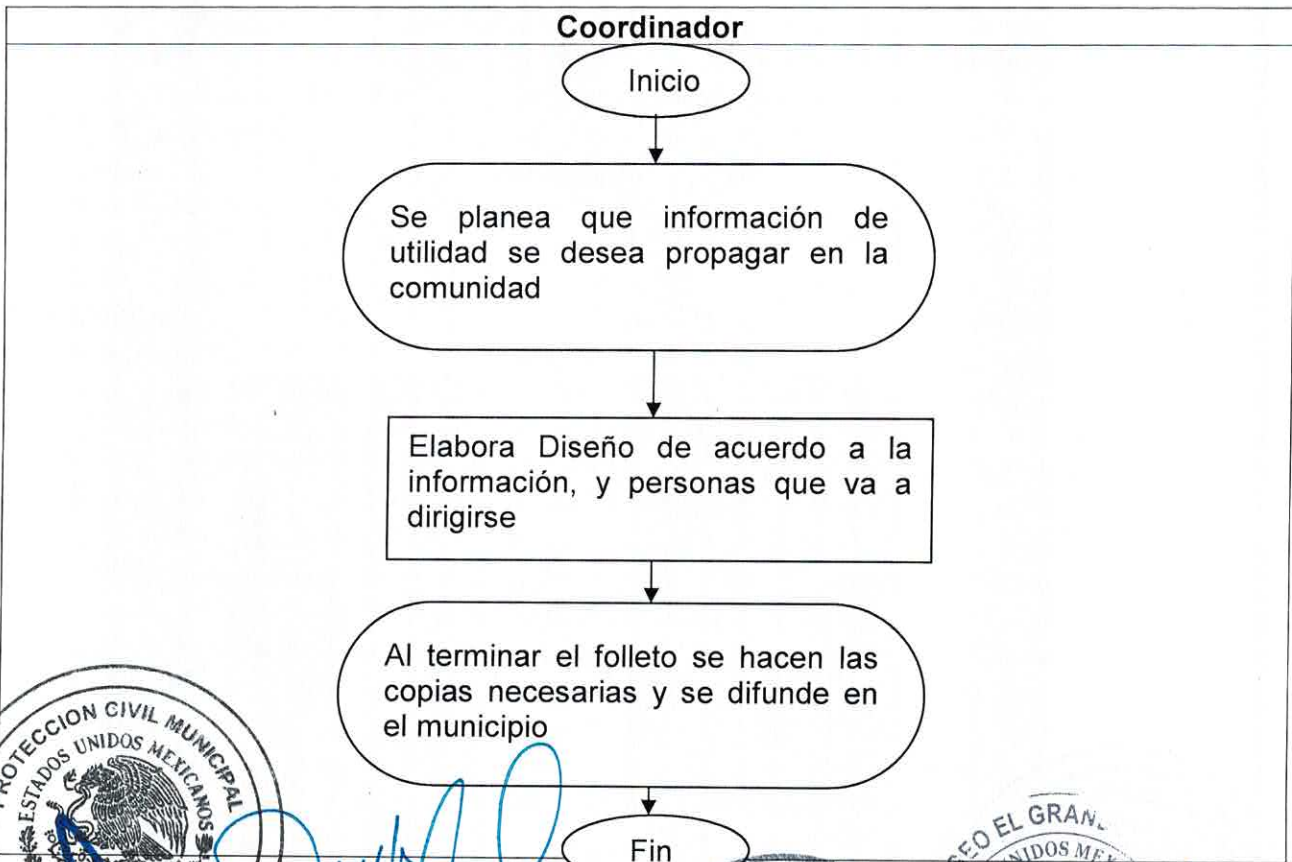 Coordinador
Inicio
Se planea que información de
utilidad se desea propagar en la
comunidad
Elabora Diseño de acuerdo a la
información, y personas que va a
dirigirse
Al terminar el folleto se hacen las
copias necesarias y se difunde en
el municipio
Fin
PROTECCION CIVIL MUNICIPAL
ESTADOS UNIDOS MEXICANOS
EL GRAN